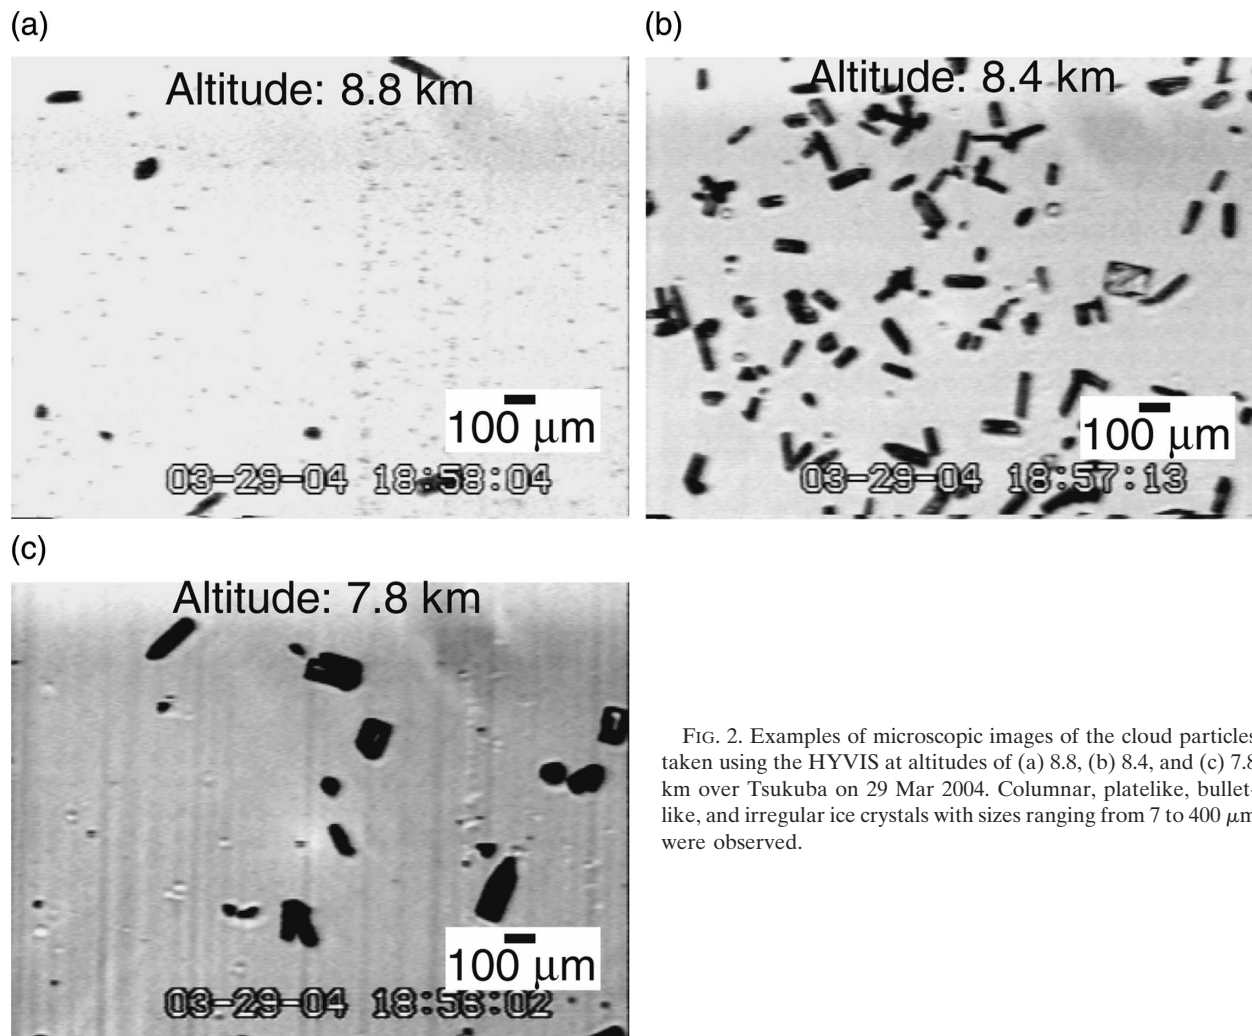 (a)
Altitude: 8.8 km
100 μm
03-29-04 18:58:04
(b)
Altitude. 8.4 km
100 μm
03-29-04 18:57:13
(c)
Altitude: 7.8 km
100 μm
03-29-04 18:56:02
FIG. 2. Examples of microscopic images of the cloud particles
taken using the HYVIS at altitudes of (a) 8.8, (b) 8.4, and (c) 7.8
km over Tsukuba on 29 Mar 2004. Columnar, platelike, bullet-
like, and irregular ice crystals with sizes ranging from 7 to 400 μm
were observed.